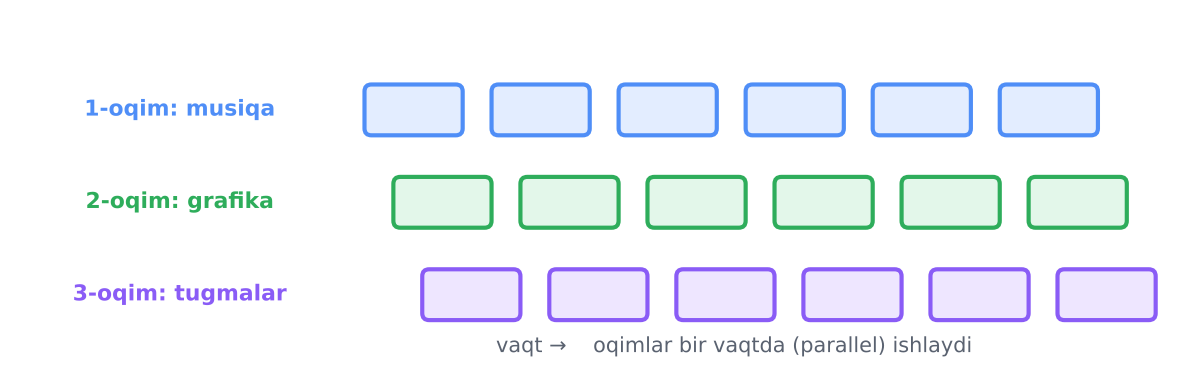 1-oqim: musiqa
2-oqim: grafika
3-oqim: tugmalar
vaqt → oqimlar bir vaqtda (parallel) ishlaydi